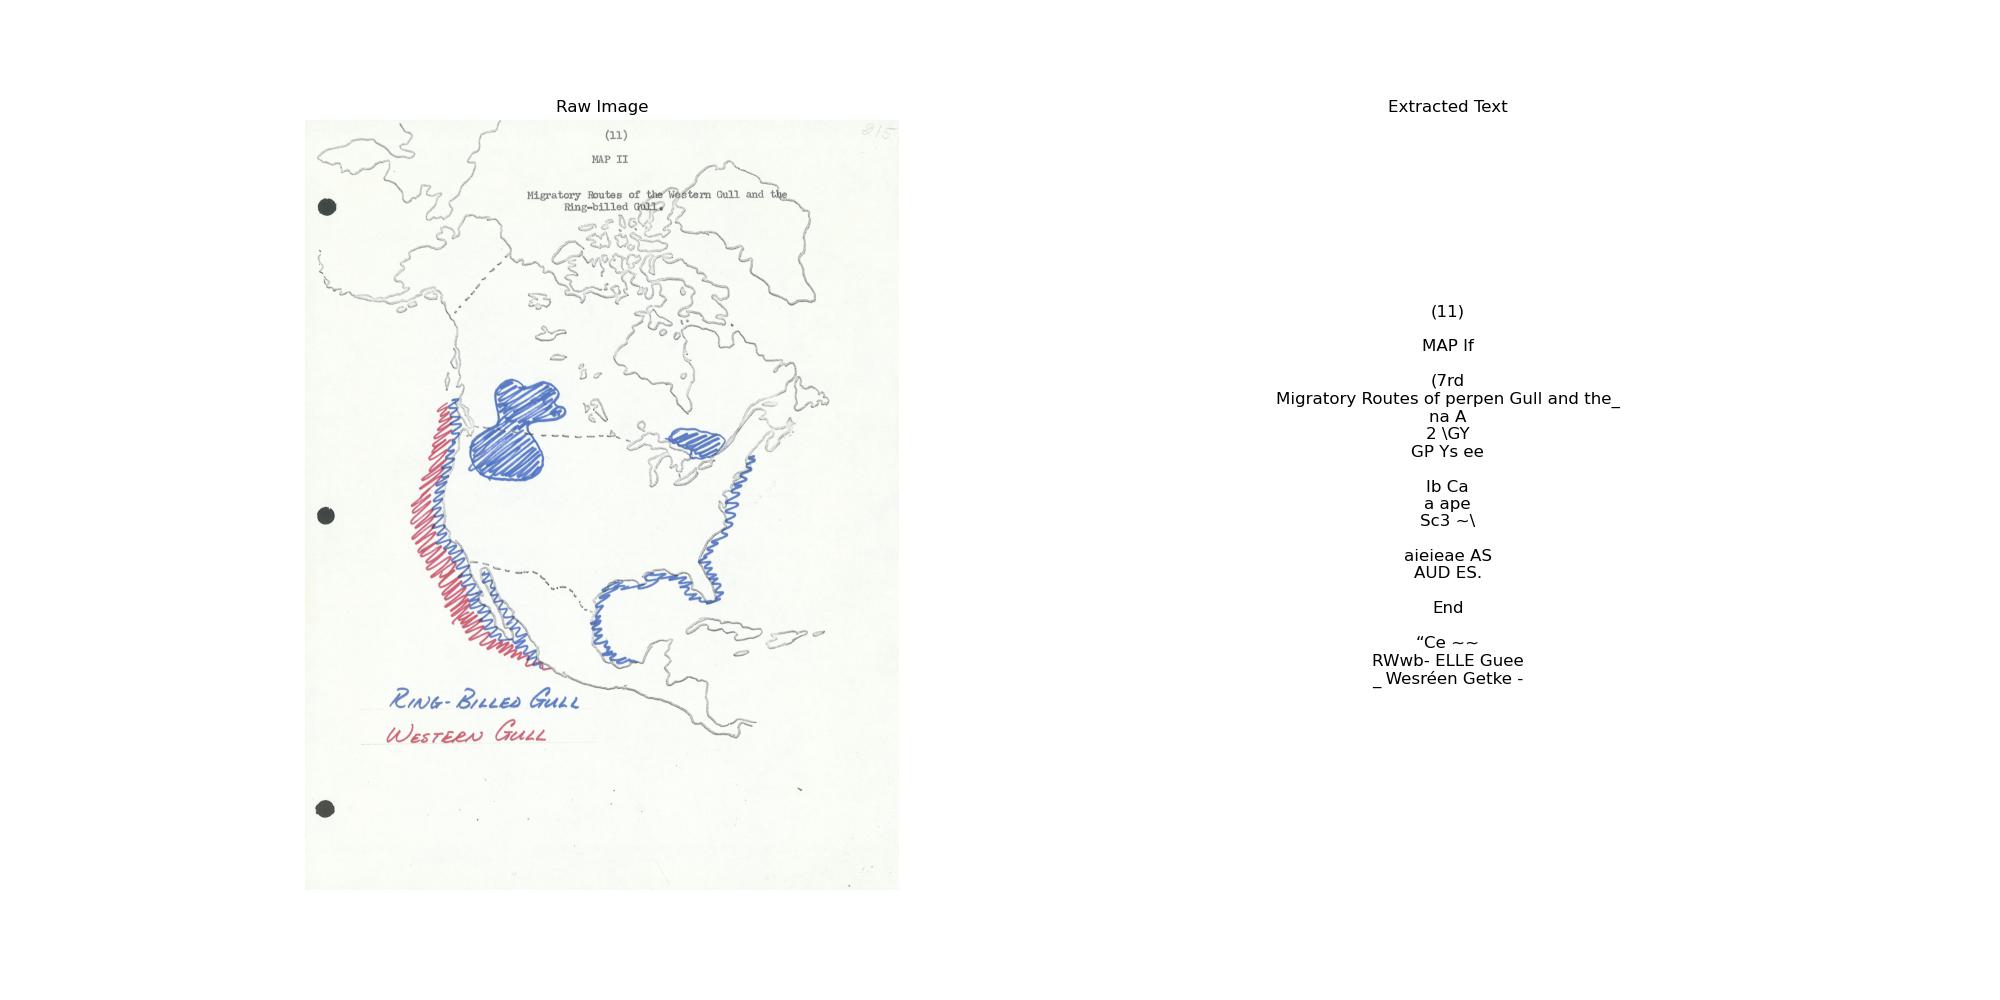 Raw Image
215
(11)
MAP II
Migratory Routes of the Western Gull and the
Ring-billed Gull.
RING-BILLED GULL
WESTERN GULL
Extracted Text
(11)
MAP If
(7rd
Migratory Routes of perpen Gull and the_
na A
2 \GY
GP Ys ee
Ib Ca
a ape
Sc3 ~\
aieieae AS
AUD ES.
End
“Ce ~~
RWwb- ELLE Guee
_ Wesréen Getke -